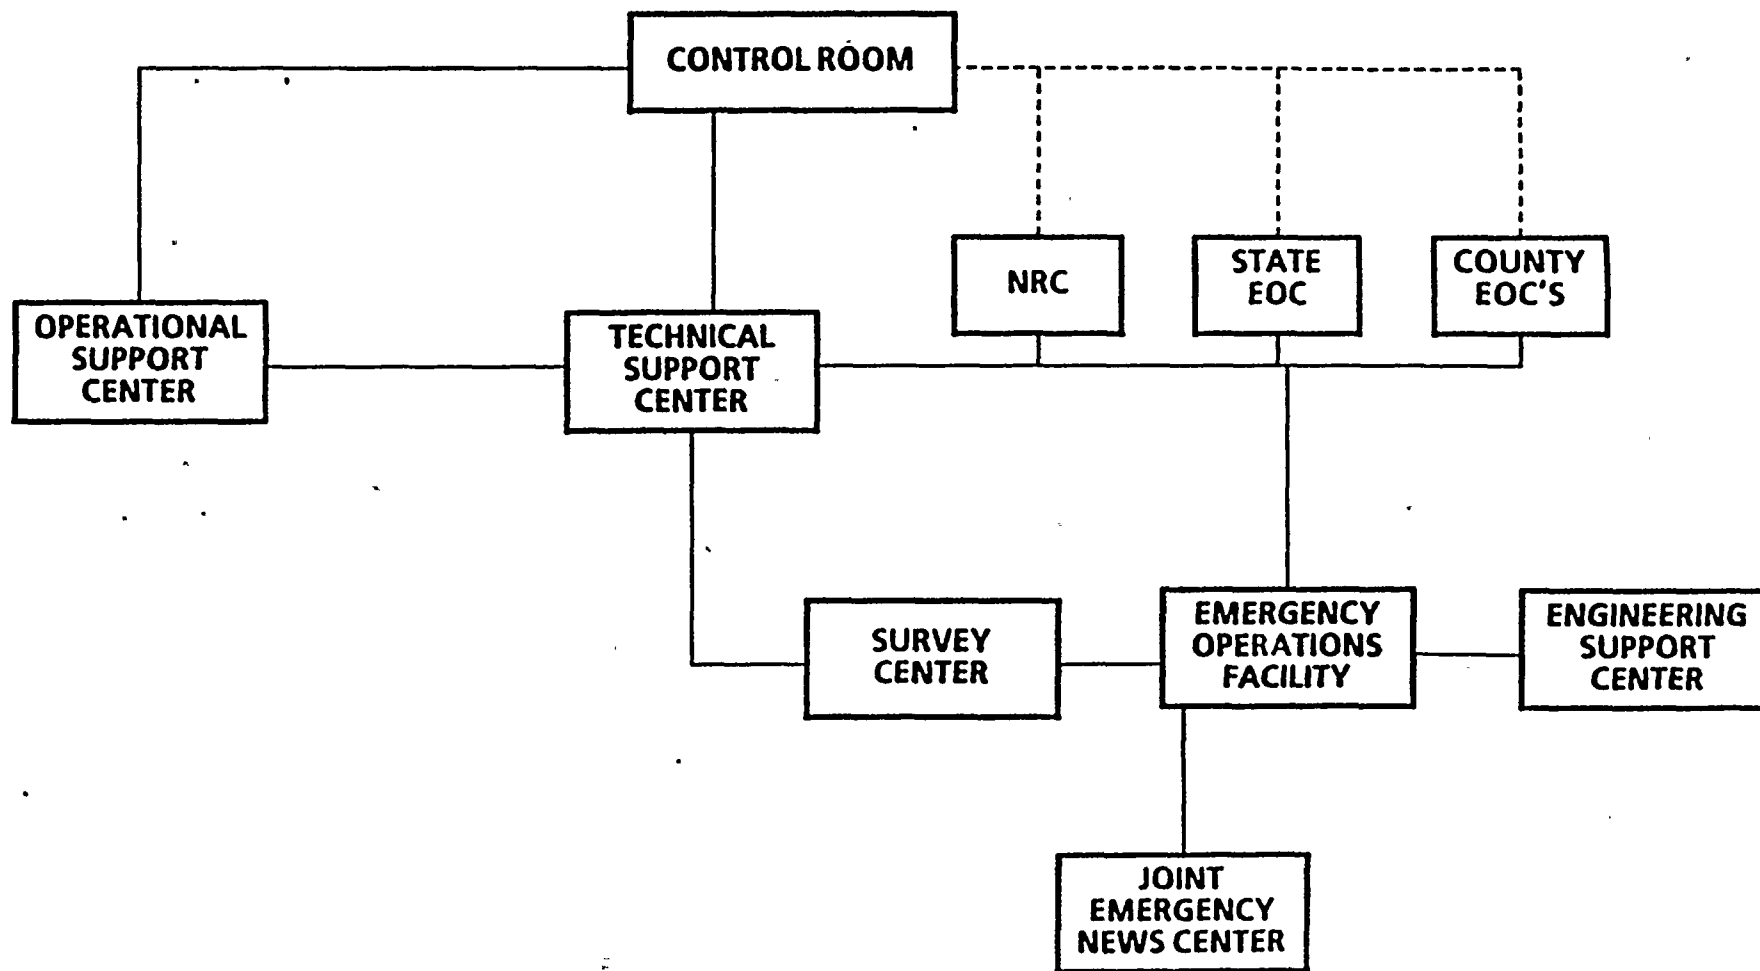 CONTROL ROOM
NRC
STATE
EOC
COUNTY
EOC'S
OPERATIONAL
SUPPORT
CENTER
TECHNICAL
SUPPORT
CENTER
SURVEY
CENTER
EMERGENCY
OPERATIONS
FACILITY
ENGINEERING
SUPPORT
CENTER
JOINT
EMERGENCY
NEWS CENTER